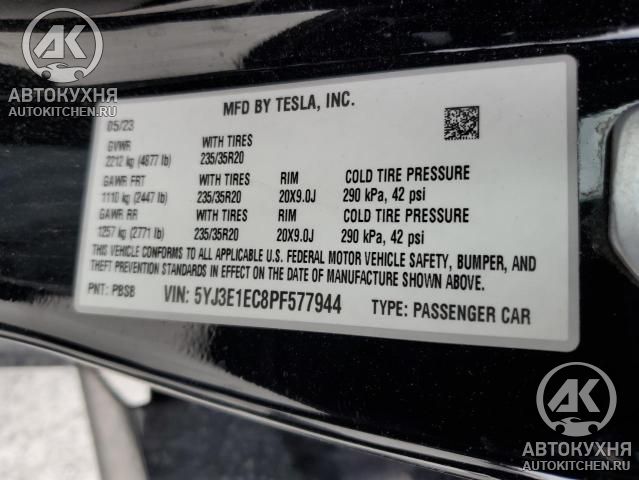 АК
АВТОКУХНЯ
AUTOKITCHEN.RU
MFD BY TESLA, INC.
05/23
GVWR WITH TIRES
2212 kg (4877 lb) 235/35R20
GAWR FRT WITH TIRES RIM COLD TIRE PRESSURE
1110 kg (2447 lb) 235/35R20 20X9.0J 290 kPa, 42 psi
GAWR RR WITH TIRES RIM COLD TIRE PRESSURE
1257 kg (2771 lb) 235/35R20 20X9.0J 290 kPa, 42 psi
THIS VEHICLE CONFORMS TO ALL APPLICABLE U.S. FEDERAL MOTOR VEHICLE SAFETY, BUMPER, AND
THEFT PREVENTION STANDARDS IN EFFECT ON THE DATE OF MANUFACTURE SHOWN ABOVE.
PNT: PBSB VIN: 5YJ3E1EC8PF577944 TYPE: PASSENGER CAR
АК
АВТОКУХНЯ
AUTOKITCHEN.RU